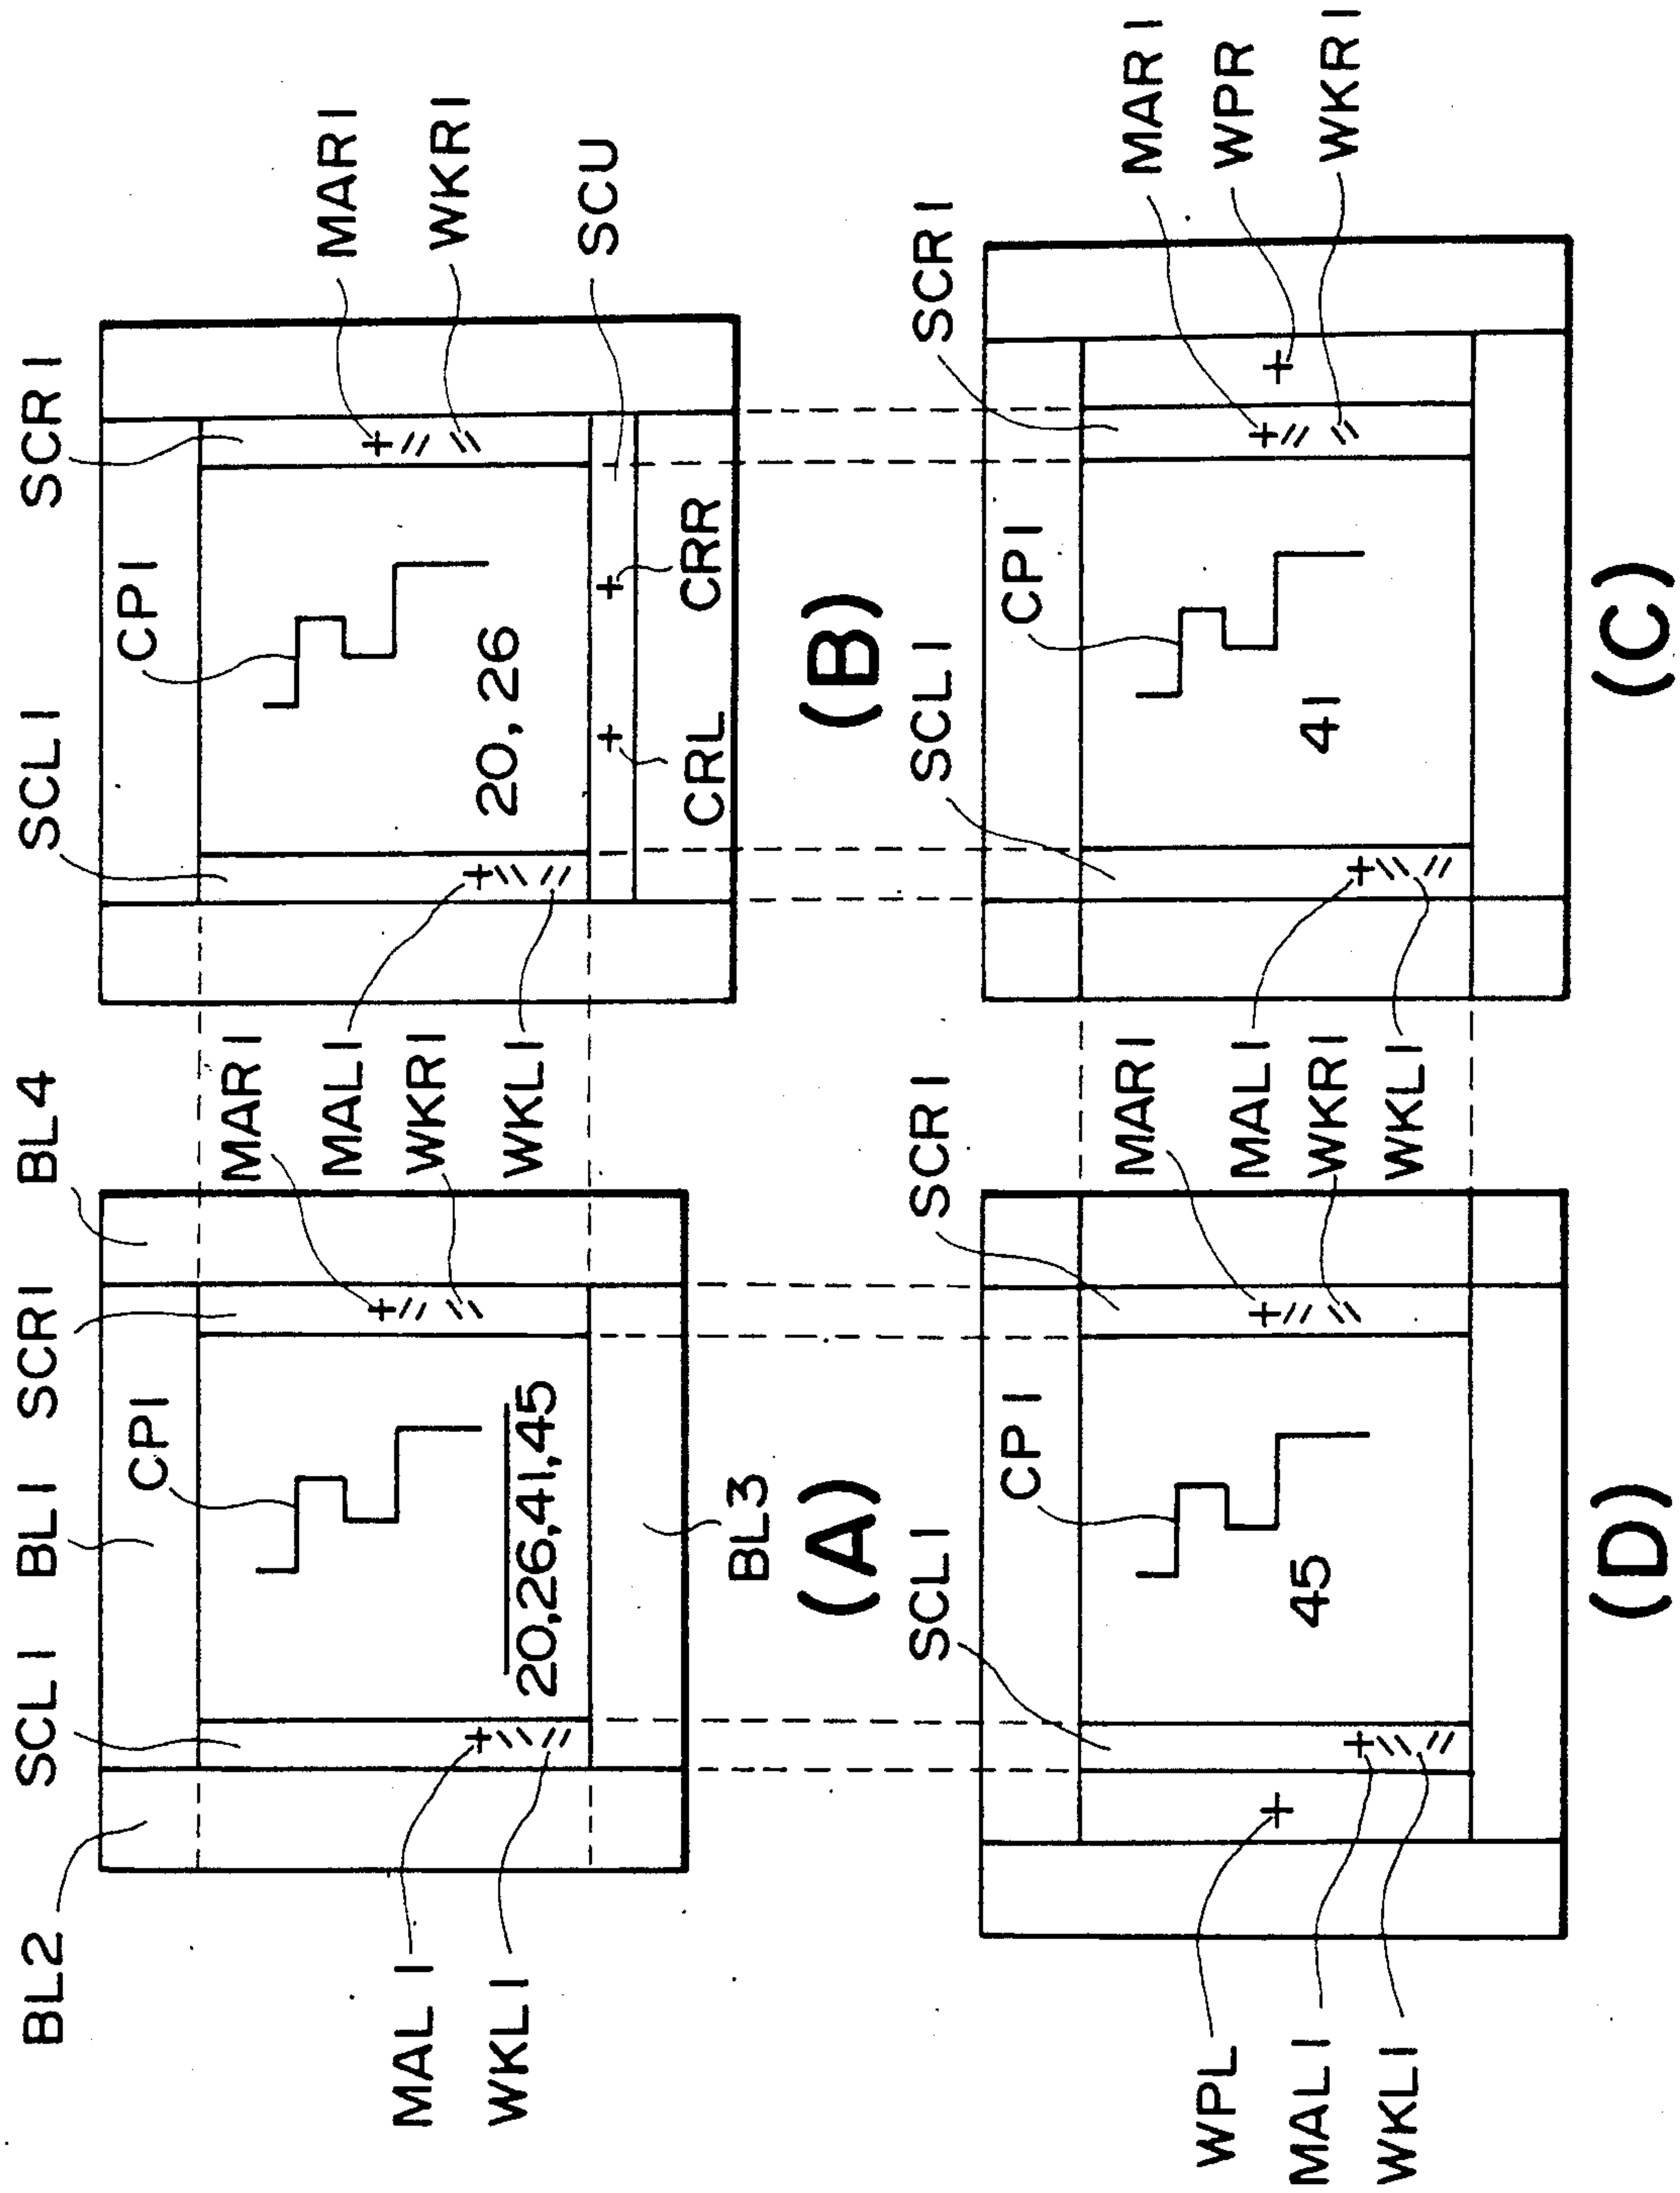 BL2
SCL1
BL1
SCR1
BL4
CP1
MAR1
MAL1
WKR1
WKL1
20,26,41,45
BL3
(A)
SCL1
SCR1
CP1
MAR1
MAL1
WKR1
WKL1
20,26
SCU
CRL
CRR
(B)
SCL1
SCR1
CP1
MAR1
WPL
MAL1
WKR1
WKL1
45
(D)
SCL1
SCR1
CP1
MAR1
WPR
MAL1
WKR1
WKL1
41
(C)